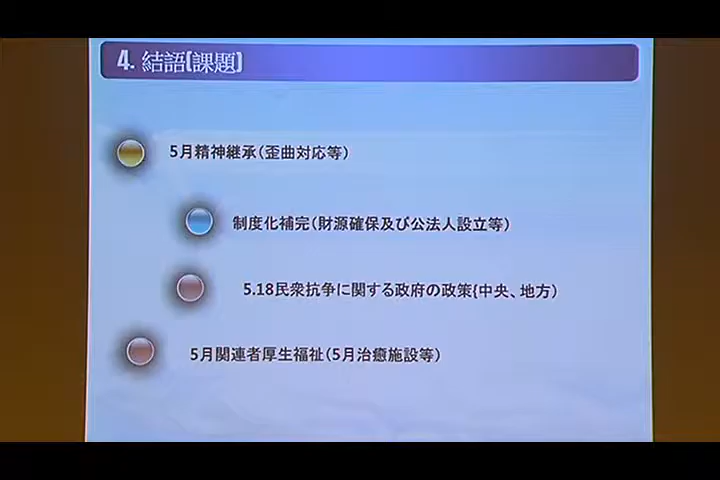 4. 結語(課題)
5月精神継承(歪曲対応等)
制度化補完(財源確保及び公法人設立等)
5.18民衆抗争に関する政府の政策(中央、地方)
5月関連者厚生福祉(5月治癒施設等)